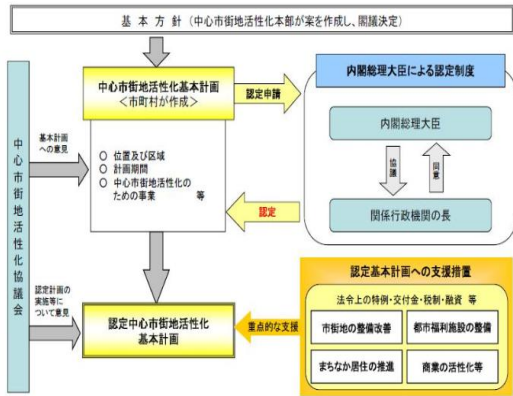 基本方針(中心市街地活性化本部が案を作成し、閣議決定)
中心市街地活性化基本計画
<市町村が作成>
○ 位置及び区域
○ 計画期間
○ 中心市街地活性化の
ための事業 等
認定申請
認定
内閣総理大臣による認定制度
内閣総理大臣
協議
同意
関係行政機関の長
中心市街地活性化協議会
基本計画
への意見
認定計画の
実施等に
ついて意見
認定中心市街地活性化
基本計画
重点的な支援
認定基本計画への支援措置
法令上の特例・交付金・税制・融資 等
市街地の整備改善
都市福利施設の整備
まちなか居住の推進
商業の活性化等